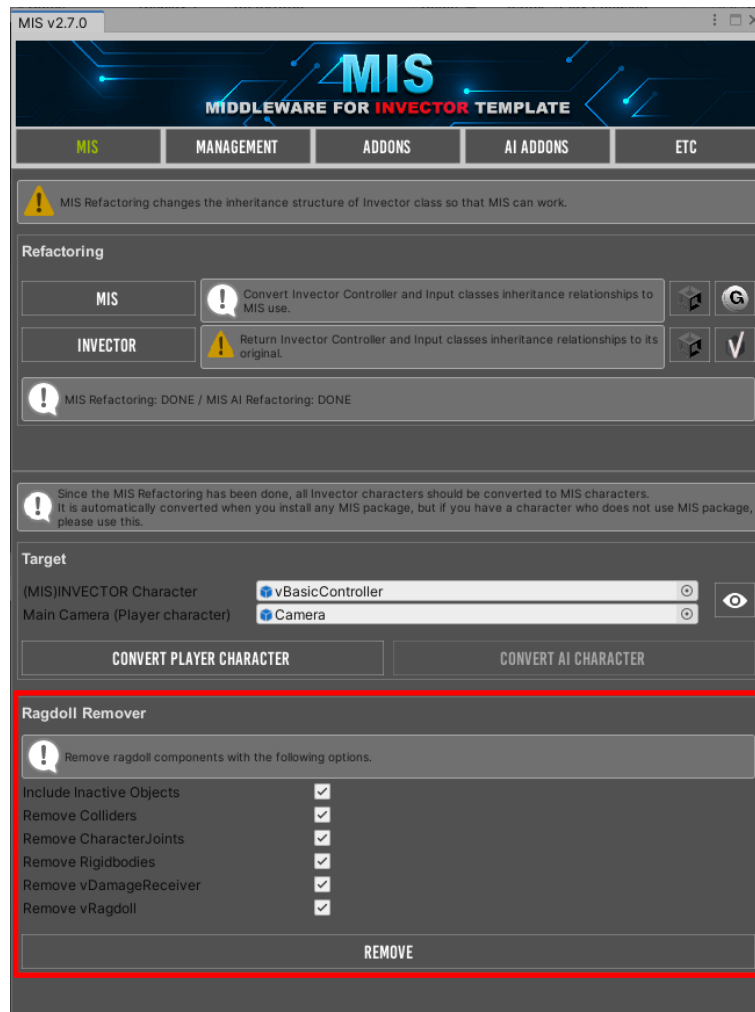 MIS v2.7.0
MIS
MIDDLEWARE FOR INVECTOR TEMPLATE
MIS
MANAGEMENT
ADDONS
AI ADDONS
ETC
MIS Refactoring changes the inheritance structure of Invector class so that MIS can work.
Refactoring
MIS
Convert Invector Controller and Input classes inheritance relationships to
MIS use.
G
INVECTOR
Return Invector Controller and Input classes inheritance relationships to its
original.
MIS Refactoring: DONE / MIS AI Refactoring: DONE
Since the MIS Refactoring has been done, all Invector characters should be converted to MIS characters.
It is automatically converted when you install any MIS package, but if you have a character who does not use MIS package,
please use this.
Target
(MIS)INVECTOR Character
vBasicController
Main Camera (Player character)
Camera
CONVERT PLAYER CHARACTER
CONVERT AI CHARACTER
Ragdoll Remover
Remove ragdoll components with the following options.
Include Inactive Objects
Remove Colliders
Remove CharacterJoints
Remove Rigidbodies
Remove vDamageReceiver
Remove vRagdoll
REMOVE